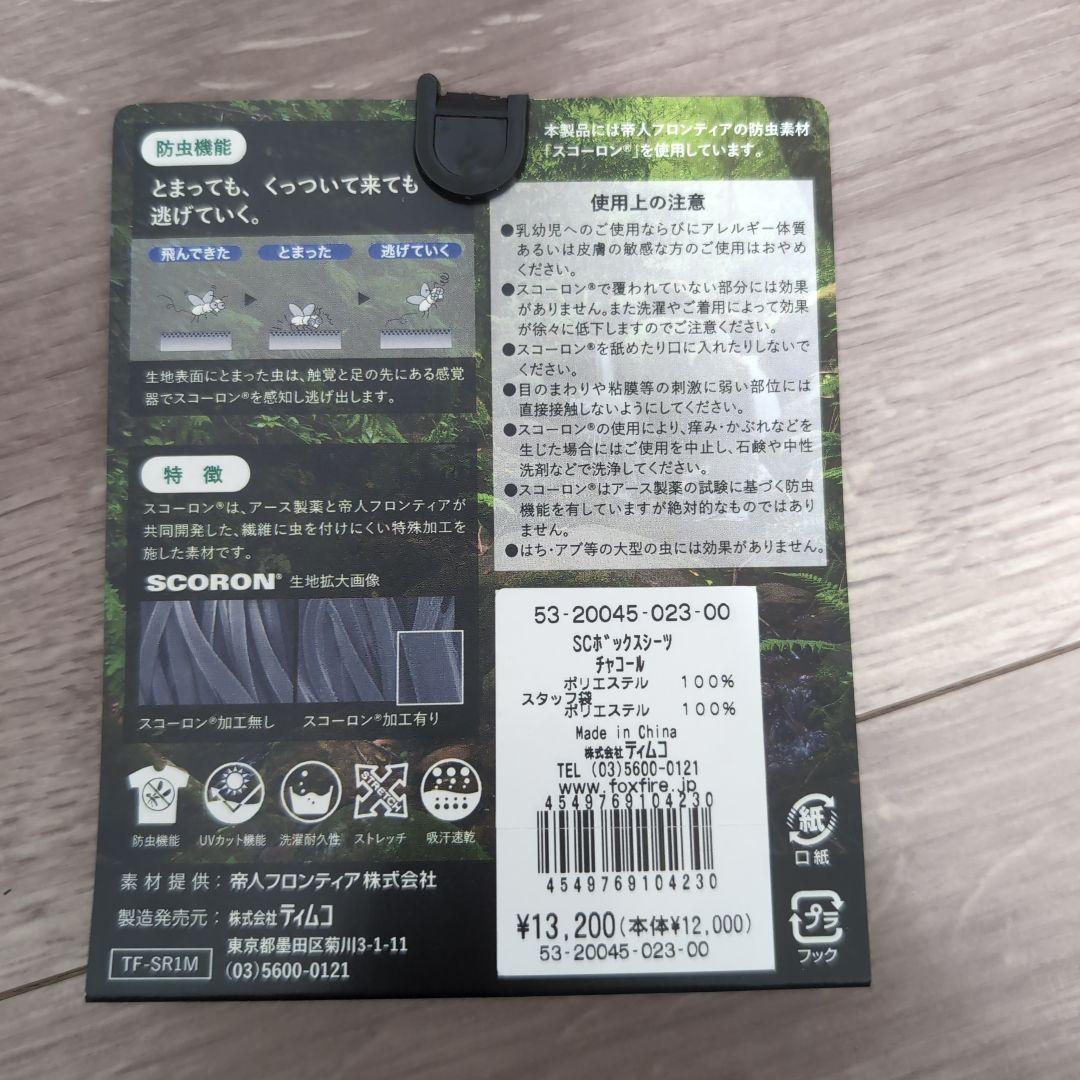 防虫機能
とまっても、くっついて来ても
逃げていく。
飛んできた
とまった
逃げていく
生地表面にとまった虫は、触覚と足の先にある感覚
器でスコーロン®を感知し逃げ出します。
特 徴
スコーロン®は、アース製薬と帝人フロンティアが
共同開発した、繊維に虫を付けにくい特殊加工を
施した素材です。
SCORON® 生地拡大画像
スコーロン®加工無し
スコーロン®加工有り
STRETCH
防虫機能
UVカット機能
洗濯耐久性
ストレッチ
吸汗速乾
素材提供：帝人フロンティア株式会社
製造発売元：株式会社ティムコ
東京都墨田区菊川3-1-11
(03)5600-0121
TF-SR1M
本製品には帝人フロンティアの防虫素材
「スコーロン®」を使用しています。
使用上の注意
●乳幼児へのご使用ならびにアレルギー体質
あるいは皮膚の敏感な方のご使用はおやめ
ください。
●スコーロン®で覆われていない部分には効果
がありません。また洗濯やご着用によって効果
が徐々に低下しますのでご注意ください。
●スコーロン®を舐めたり口に入れたりしないで
ください。
●目のまわりや粘膜等の刺激に弱い部位には
直接接触しないようにしてください。
●スコーロン®の使用により、痒み・かぶれなどを
生じた場合にはご使用を中止し、石鹸や中性
洗剤などで洗浄してください。
●スコーロン®はアース製薬の試験に基づく防虫
機能を有していますが絶対的なものではあり
ません。
●はち・アブ等の大型の虫には効果がありません。
53-20045-023-00
SCﾎﾞｯｸｽｼｰﾂ
ﾁｬｺｰﾙ
ポリエステル 100%
スタッフ袋
ポリエステル 100%
Made in China
株式会社ティムコ
TEL (03)5600-0121
www.foxfire.jp
4549769104230
4549769104230
¥13,200(本体¥12,000)
53-20045-023-00
紙
口紙
プラ
フック